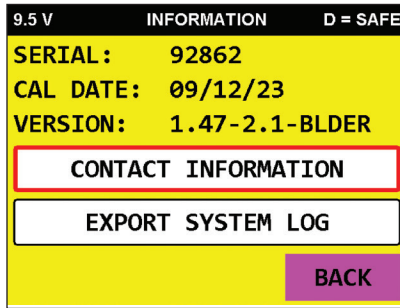 9.5 V INFORMATION D = SAFE
SERIAL: 92862
CAL DATE: 09/12/23
VERSION: 1.47-2.1-BLDER
CONTACT INFORMATION
EXPORT SYSTEM LOG
BACK